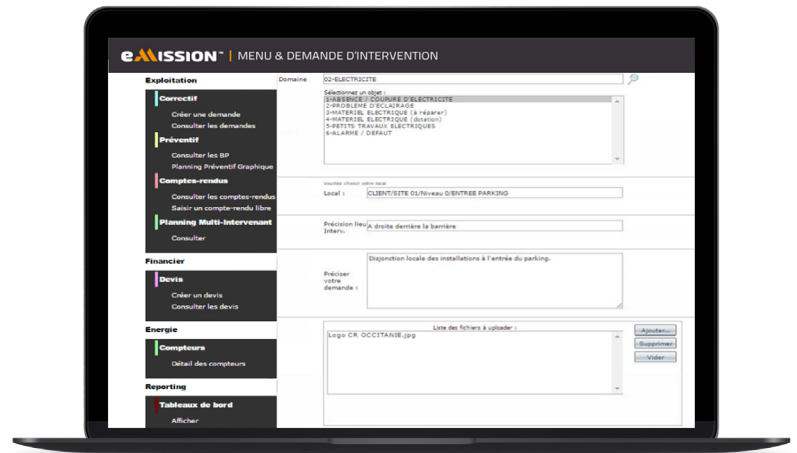 eMISSION™ | MENU & DEMANDE D'INTERVENTION
Exploitation
Correctif
Créer une demande
Consulter les demandes
Préventif
Consulter les BP
Planning Préventif Graphique
Comptes-rendus
Consulter les comptes-rendus
Saisir un compte-rendu libre
Planning Multi-Intervenant
Consulter
Financier
Devis
Créer un devis
Consulter les devis
Energie
Compteurs
Détail des compteurs
Reporting
Tableaux de bord
Afficher
Domaine
02-ELECTRICITE
Sélectionnez un objet :
1-ABSENCE / COUPURE D'ELECTRICITE
2-PROBLEME D'ECLAIRAGE
3-MATERIEL ELECTRIQUE (à réparer)
4-MATERIEL ELECTRIQUE (dotation)
5-PETITS TRAVAUX ELECTRIQUES
6-ALARME / DEFAUT
Veuillez choisir votre local
Local :
CLIENT/SITE 01/Niveau 0/ENTREE PARKING
Précision lieu
Interv.
A droite derrière la barrière
Préciser
votre
demande :
Disjonction locale des installations à l'entrée du parking.
Liste des fichiers à uploader :
Logo CR OCCITANIE.jpg
Ajouter...
Supprimer
Vider